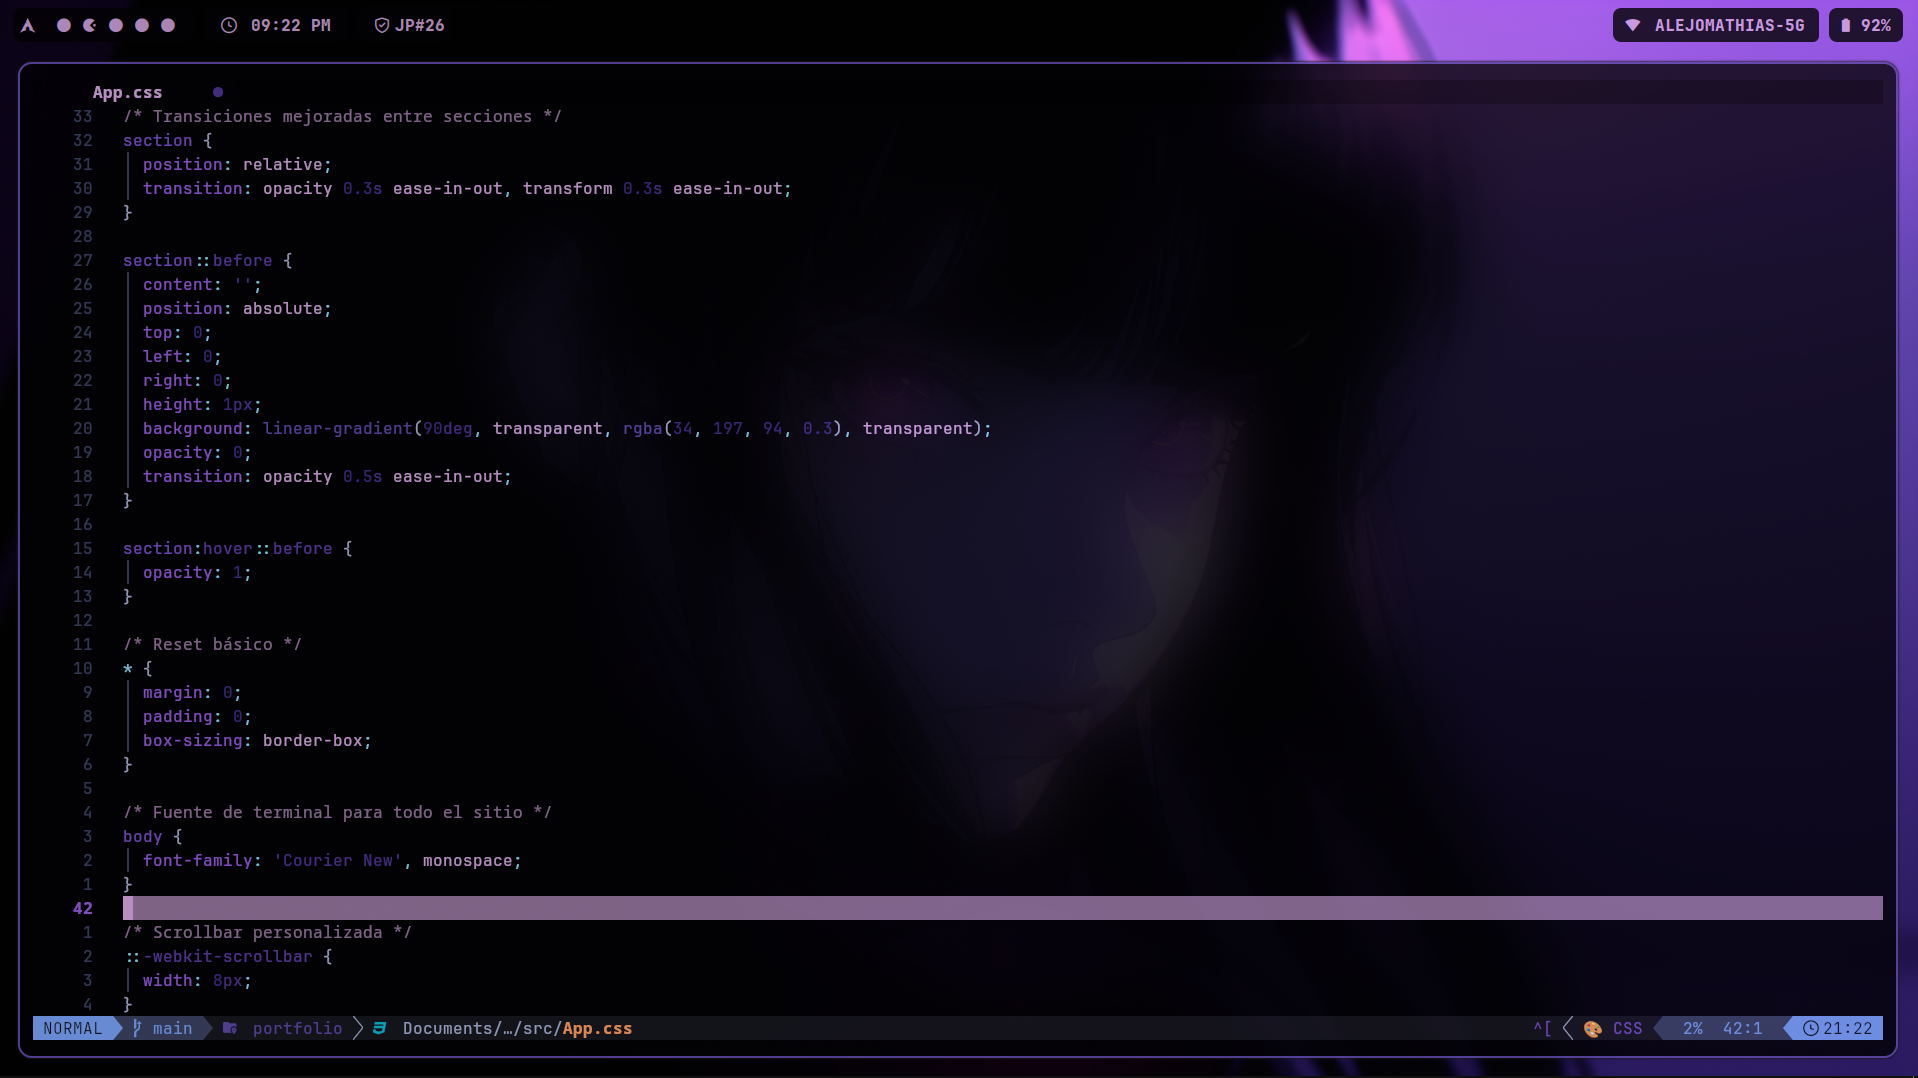 09:22 PM JP#26 ALEJOMATHIAS-5G 92%
App.css
33 /* Transiciones mejoradas entre secciones */
32 section {
31 position: relative;
30 transition: opacity 0.3s ease-in-out, transform 0.3s ease-in-out;
29 }
28
27 section::before {
26 content: '';
25 position: absolute;
24 top: 0;
23 left: 0;
22 right: 0;
21 height: 1px;
20 background: linear-gradient(90deg, transparent, rgba(34, 197, 94, 0.3), transparent);
19 opacity: 0;
18 transition: opacity 0.5s ease-in-out;
17 }
16
15 section:hover::before {
14 opacity: 1;
13 }
12
11 /* Reset básico */
10 * {
9 margin: 0;
8 padding: 0;
7 box-sizing: border-box;
6 }
5
4 /* Fuente de terminal para todo el sitio */
3 body {
2 font-family: 'Courier New', monospace;
1 }
42
1 /* Scrollbar personalizada */
2 ::-webkit-scrollbar {
3 width: 8px;
4 }
NORMAL main portfolio Documents/…/src/App.css ^[ CSS 2% 42:1 21:22